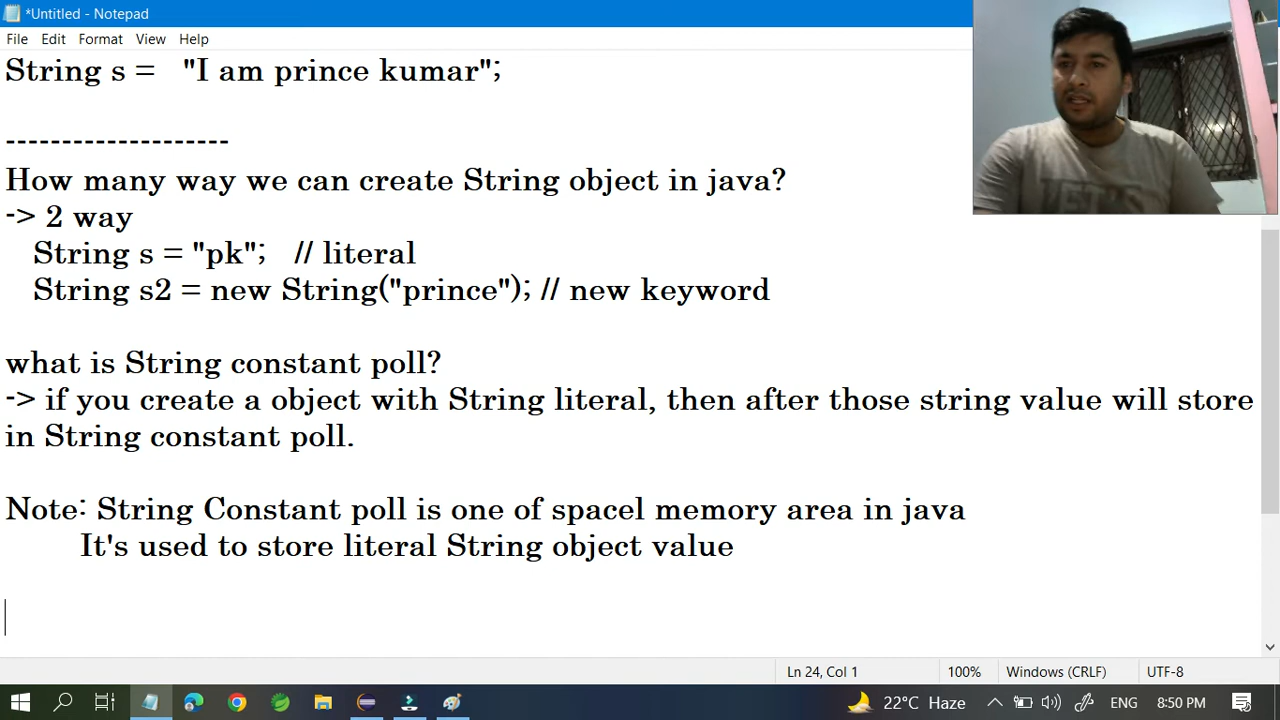 *Untitled - Notepad
File Edit Format View Help
String s = "I am prince kumar";
--------------------
How many way we can create String object in java?
-> 2 way
String s = "pk"; // literal
String s2 = new String("prince"); // new keyword
what is String constant poll?
-> if you create a object with String literal, then after those string value will store
in String constant poll.
Note: String Constant poll is one of spacel memory area in java
It's used to store literal String object value
Ln 24, Col 1 100% Windows (CRLF) UTF-8
22°C Haze ENG 8:50 PM